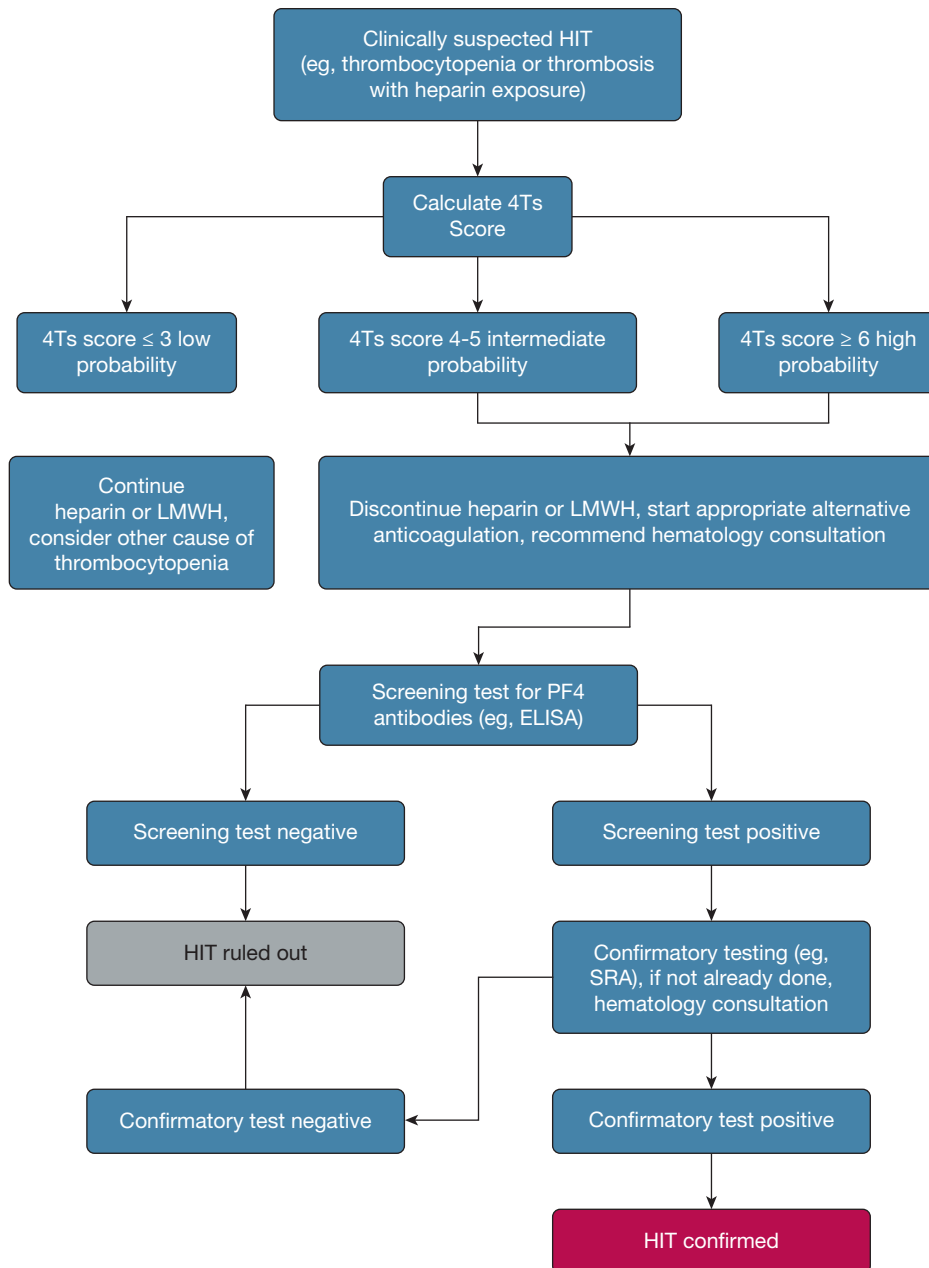 Clinically suspected HIT
(eg, thrombocytopenia or thrombosis
with heparin exposure)
Calculate 4Ts
Score
4Ts score ≤ 3 low
probability
4Ts score 4-5 intermediate
probability
4Ts score ≥ 6 high
probability
Continue
heparin or LMWH,
consider other cause of
thrombocytopenia
Discontinue heparin or LMWH, start appropriate alternative
anticoagulation, recommend hematology consultation
Screening test for PF4
antibodies (eg, ELISA)
Screening test negative
Screening test positive
HIT ruled out
Confirmatory testing (eg,
SRA), if not already done,
hematology consultation
Confirmatory test negative
Confirmatory test positive
HIT confirmed